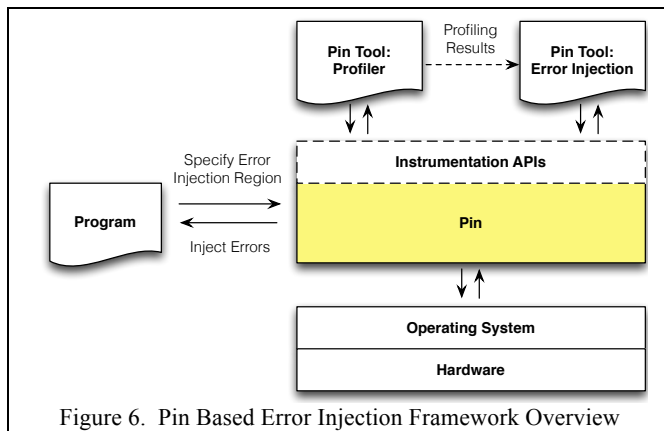 Pin Tool:
Profiler
Profiling
Results
Pin Tool:
Error Injection
Instrumentation APIs
Specify Error
Injection Region
Program
Pin
Inject Errors
Operating System
Hardware
Figure 6. Pin Based Error Injection Framework Overview